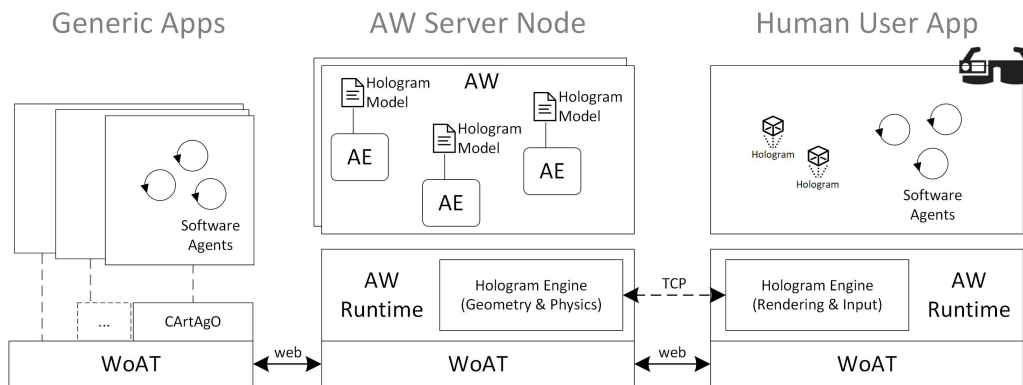 Generic Apps
AW Server Node
Human User App
Software
Agents
...
CArtAgO
WoAT
web
AW
Hologram
Model
AE
Hologram
Model
AE
Hologram
Model
AE
AW
Runtime
Hologram Engine
(Geometry & Physics)
WoAT
TCP
web
Hologram
Hologram
Software
Agents
Hologram Engine
(Rendering & Input)
AW
Runtime
WoAT